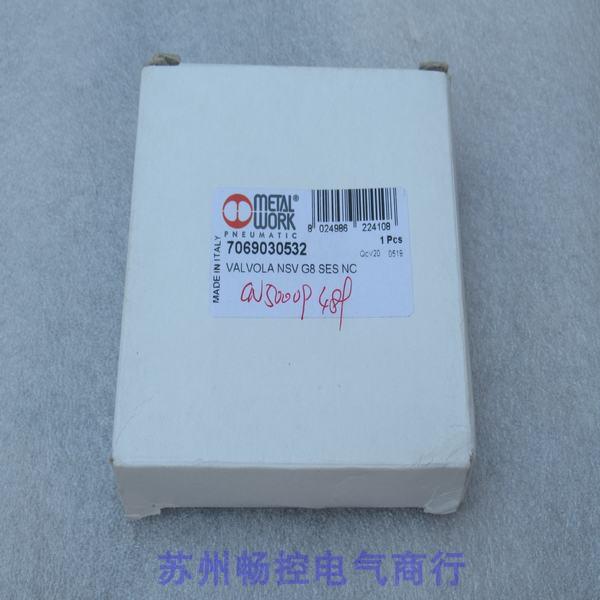 METAL®
WORK
PNEUMATIC
8 024986 224108
MADE IN ITALY
7069030532
1 Pcs
VALVOLA NSV G8 SES NC
Qcv20 0519
苏州畅控电气商行